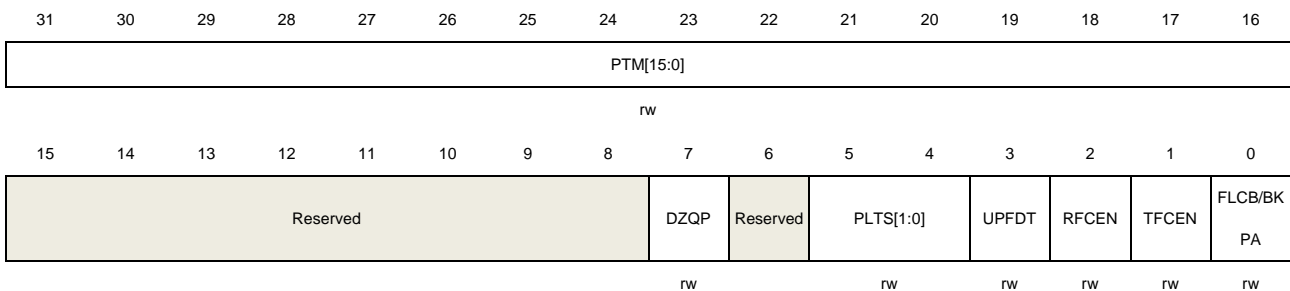 31 30 29 28 27 26 25 24 23 22 21 20 19 18 17 16
PTM[15:0]
rw
15 14 13 12 11 10 9 8 7 6 5 4 3 2 1 0
Reserved DZQP Reserved PLTS[1:0] UPFDT RFCEN TFCEN FLCB/BK
PA
rw rw rw rw rw rw